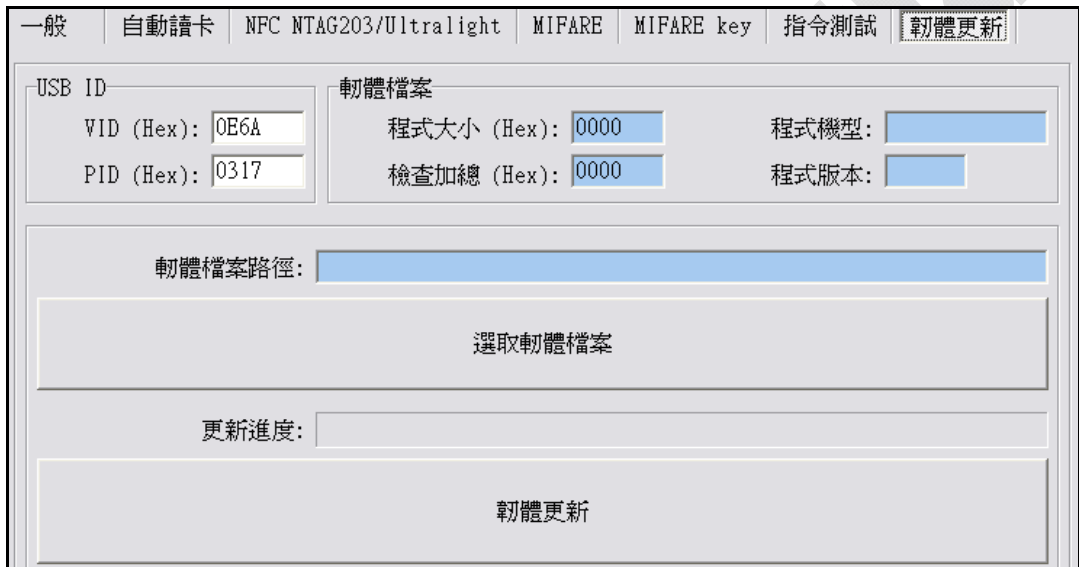 一般 自動讀卡 NFC NTAG203/Ultralight MIFARE MIFARE key 指令測試 韌體更新
USB ID 軔體檔案
VID (Hex): 0E6A 程式大小 (Hex): 0000 程式機型:
PID (Hex): 0317 檢查加總 (Hex): 0000 程式版本:
軔體檔案路徑:
選取軔體檔案
更新進度:
韌體更新